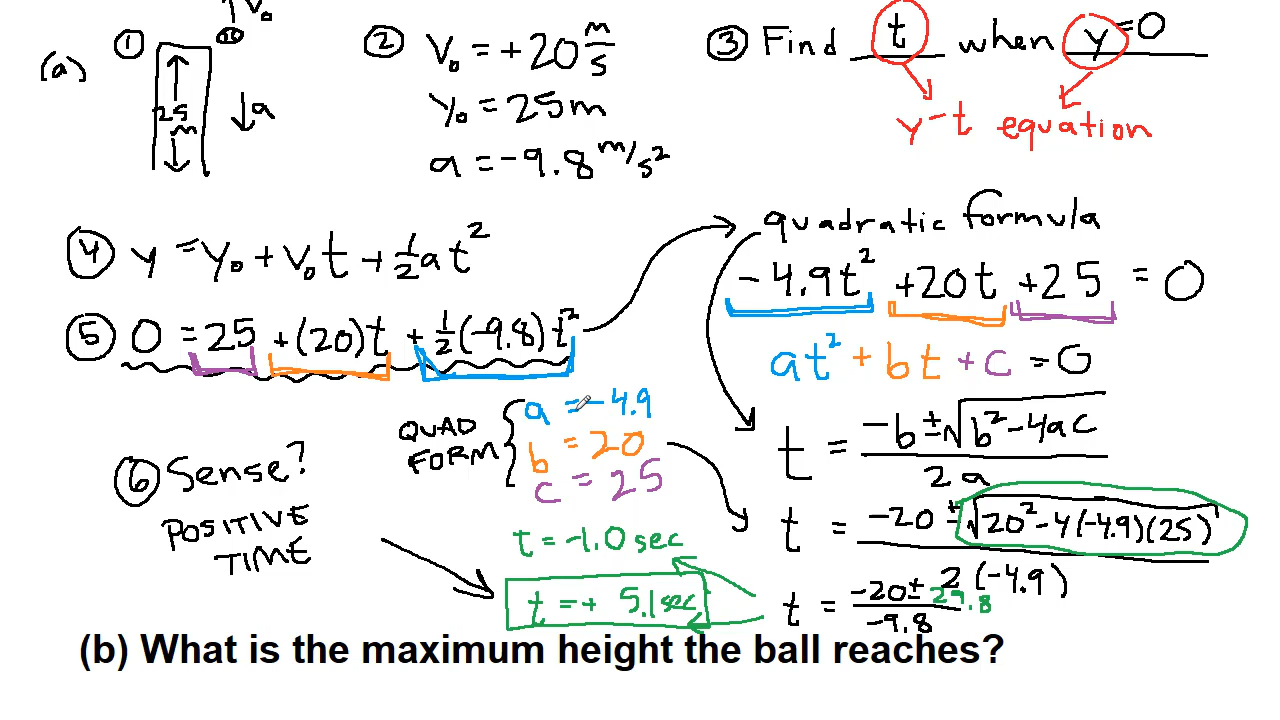 V₀
(a)
①
25
m
a
② V₀ = +20 m/s
y₀ = 25m
a = -9.8 m/s²
③ Find t when y = 0
y-t equation
④ y = y₀ + V₀t + ½at²
⑤ 0 = 25 + (20)t + ½(-9.8)t²
quadratic formula
-4.9t² +20t +25 = 0
at² + bt + c = 0
QUAD
FORM
a = -4.9
b = 20
c = 25
t = (-b ± √(b² - 4ac)) / 2a
t = (-20 ± √(20² - 4(-4.9)(25))) / 2(-4.9)
t = (-20 ± 29.8) / -9.8
⑥ Sense?
POSITIVE
TIME
t = -1.0 sec
t = + 5.1 sec
(b) What is the maximum height the ball reaches?